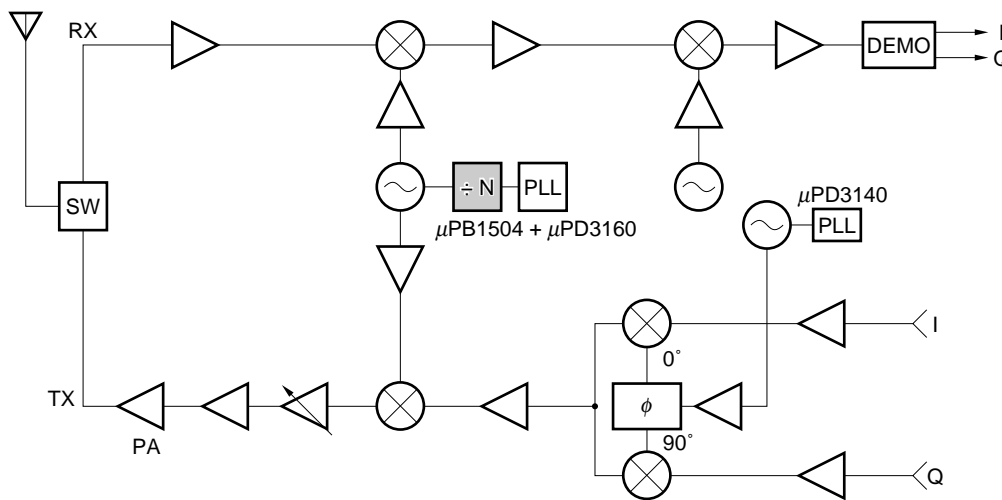 RX
DEMO
SW
÷ N
PLL
μPB1504 + μPD3160
μPD3140
PLL
I
0˚
TX
ϕ
90˚
PA
Q